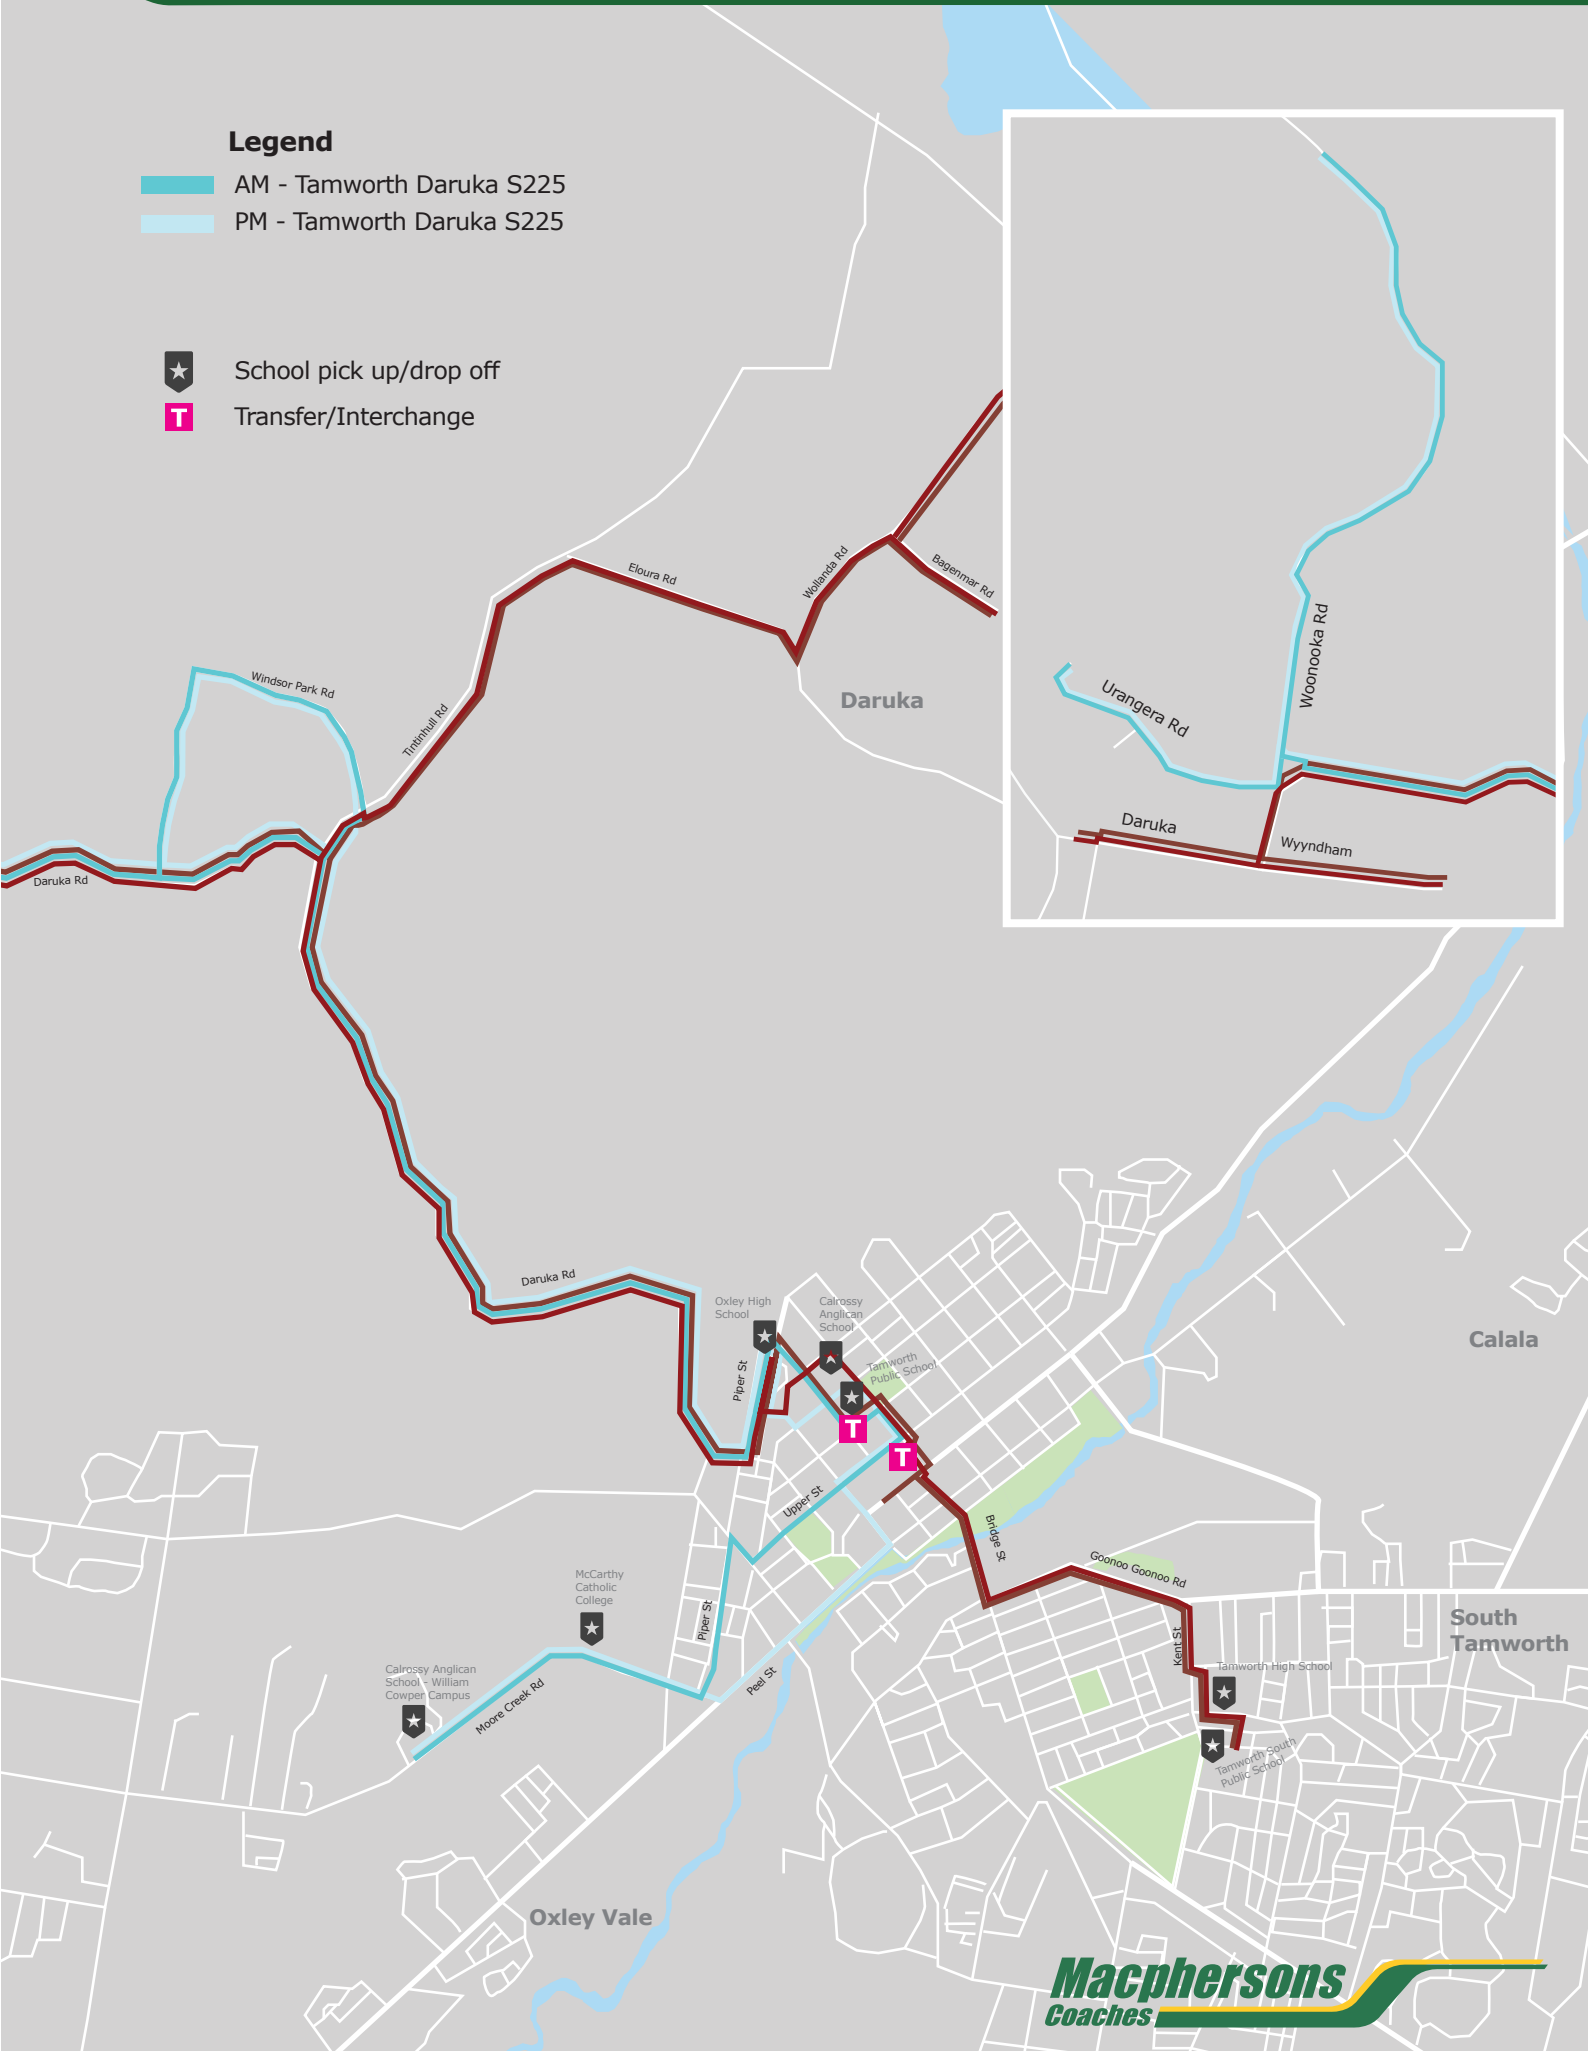 Legend
AM - Tamworth Daruka S225
PM - Tamworth Daruka S225
School pick up/drop off
T
Transfer/Interchange
Eloura Rd
Wollanda Rd
Bagenmar Rd
Daruka
Windsor Park Rd
Tintinhull Rd
Daruka Rd
Woonooka Rd
Urangera Rd
Daruka
Wyyndham
Daruka Rd
Oxley High
School
Calrossy
Anglican
School
Tamworth
Public School
Piper St
T
T
Calala
Upper St
Bridge St
Goonoo Goonoo Rd
McCarthy
Catholic
College
Piper St
Peel St
Kent St
South
Tamworth
Tamworth High School
Calrossy Anglican
School - William
Cowper Campus
Moore Creek Rd
Tamworth South
Public School
Oxley Vale
Macphersons
Coaches